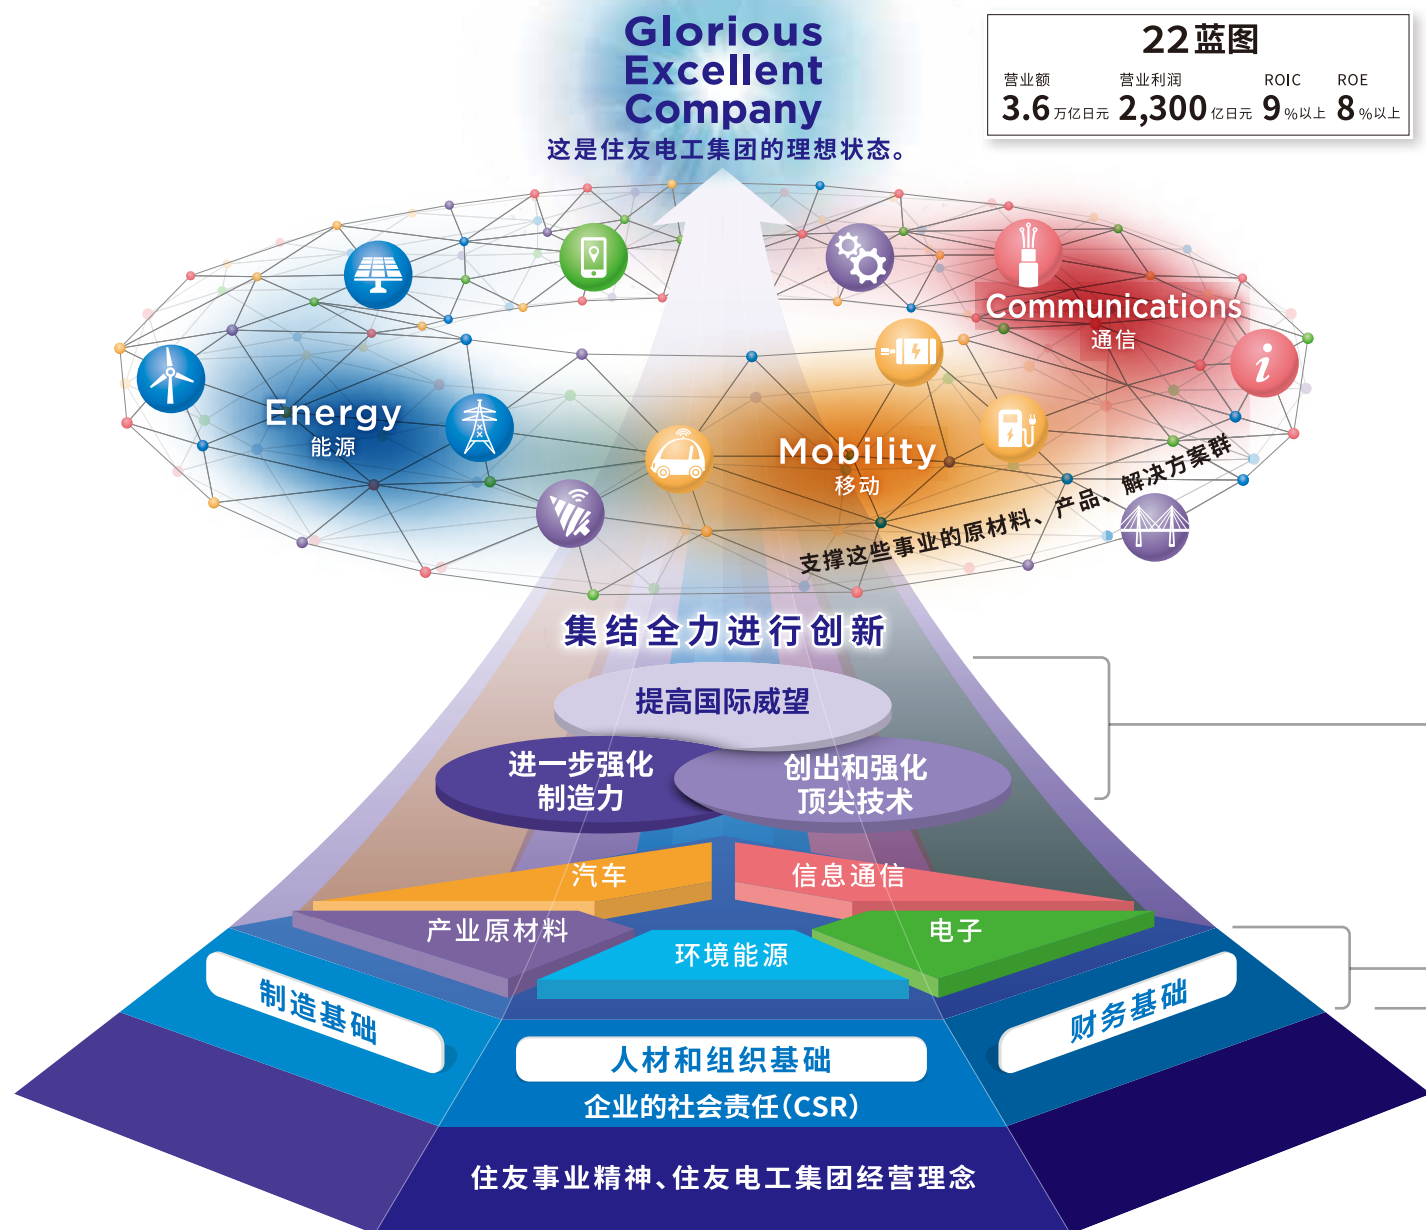 Glorious
Excellent
Company
这是住友电工集团的理想状态。
22蓝图
营业额 营业利润 ROIC ROE
3.6万亿日元 2,300亿日元 9%以上 8%以上
Communications
通信
Energy
能源
Mobility
移动
支撑这些事业的原材料、产品、解决方案群
集结全力进行创新
提高国际威望
进一步强化
制造力
创出和强化
顶尖技术
汽车
信息通信
产业原材料
电子
环境能源
制造基础
财务基础
人材和组织基础
企业的社会责任(CSR)
住友事业精神、住友电工集团经营理念